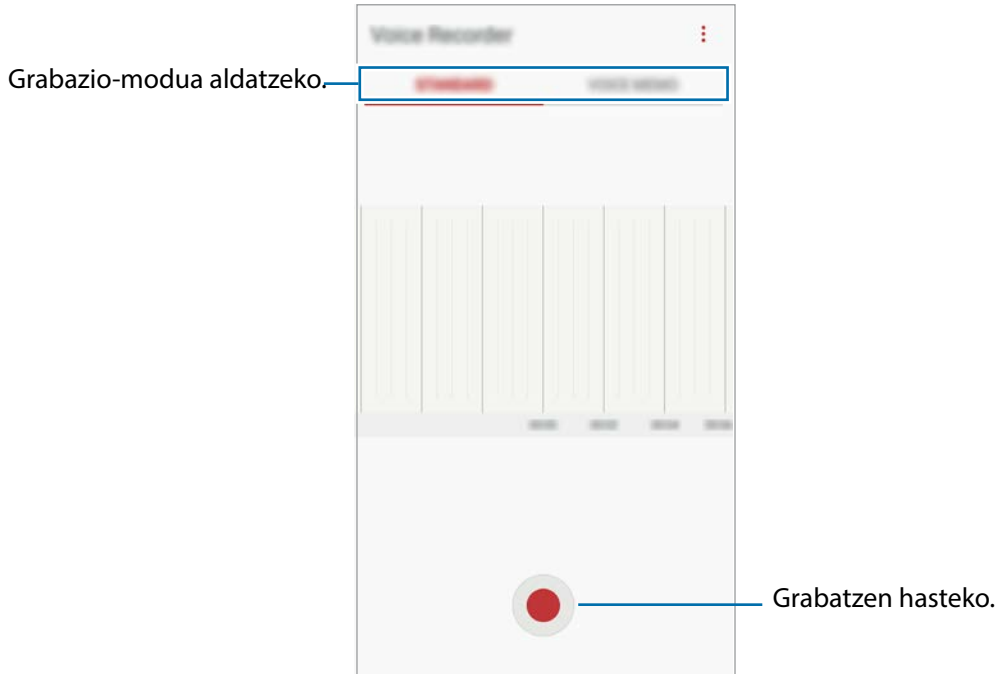 Voice Recorder
Grabazio-modua aldatzeko.
STANDARD VOICE MEMO
Grabatzen hasteko.